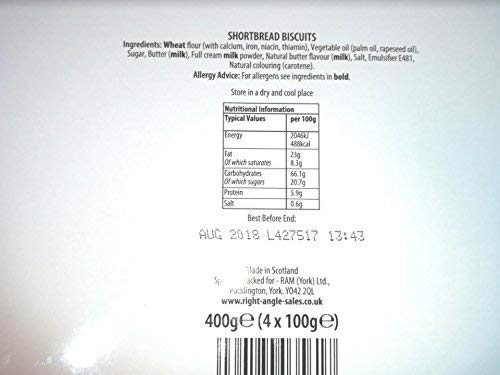 SHORTBREAD BISCUITS
Ingredients: Wheat flour (with calcium, iron, niacin, thiamin), Vegetable oil (palm oil, rapeseed oil),
Sugar, Butter (milk), Full cream milk powder, Natural butter flavour (milk), Salt, Emulsifier E481,
Natural colouring (carotene).
Allergy Advice: For allergens see ingredients in bold.
Store in a dry and cool place
Nutritional Information
Typical Values per 100g
Energy 2046kJ
488kcal
Fat 23g
Of which saturates 8.3g
Carbohydrates 66.1g
Of which sugars 20.7g
Protein 5.9g
Salt 0.6g
Best Before End:
AUG 2018 L427517 13:43
Made in Scotland
for - RAM (York) Ltd.,
York. YO42 2QL
www.right-angle-sales.co.uk
400g℮ (4 x 100g℮)